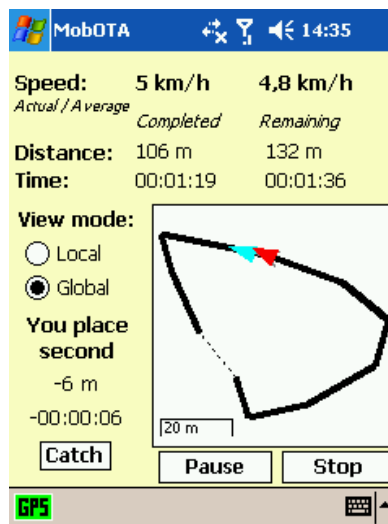 MobOTA 14:35
Speed: 5 km/h 4,8 km/h
Actual / Average
Completed Remaining
Distance: 106 m 132 m
Time: 00:01:19 00:01:36
View mode:
Local
Global
You place
second
-6 m
-00:00:06
Catch
20 m
Pause Stop
GPS